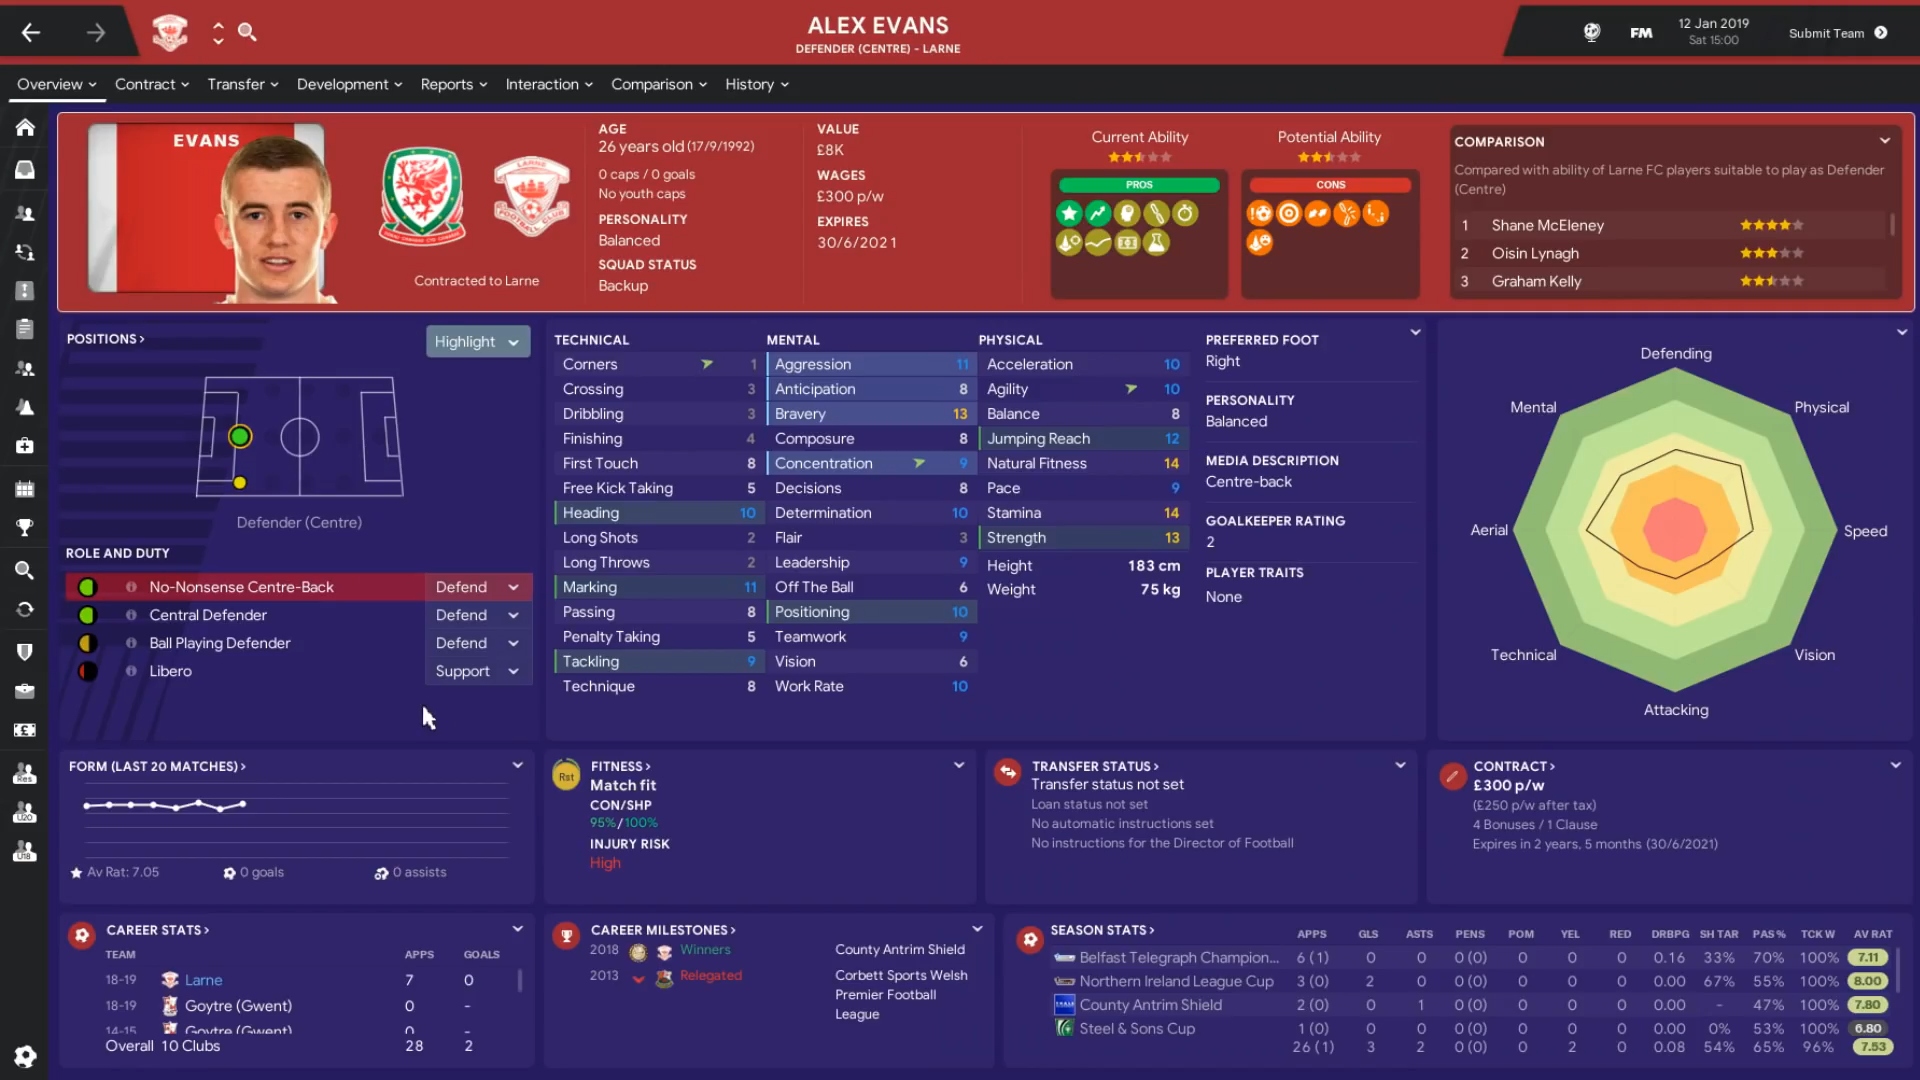 ALEX EVANS
DEFENDER (CENTRE) - LARNE
FM
12 Jan 2019
Sat 15:00
Submit Team
Overview
Contract
Transfer
Development
Reports
Interaction
Comparison
History
EVANS
Contracted to Larne
AGE
26 years old (17/9/1992)
0 caps / 0 goals
No youth caps
PERSONALITY
Balanced
SQUAD STATUS
Backup
VALUE
£8K
WAGES
£300 p/w
EXPIRES
30/6/2021
Current Ability
PROS
Potential Ability
CONS
COMPARISON
Compared with ability of Larne FC players suitable to play as Defender
(Centre)
1 Shane McEleney
2 Oisin Lynagh
3 Graham Kelly
POSITIONS >
Highlight
Defender (Centre)
ROLE AND DUTY
No-Nonsense Centre-Back Defend
Central Defender Defend
Ball Playing Defender Defend
Libero Support
TECHNICAL
Corners 1
Crossing 3
Dribbling 3
Finishing 4
First Touch 8
Free Kick Taking 5
Heading 10
Long Shots 2
Long Throws 2
Marking 11
Passing 8
Penalty Taking 5
Tackling 9
Technique 8
MENTAL
Aggression 11
Anticipation 8
Bravery 13
Composure 8
Concentration 9
Decisions 8
Determination 10
Flair 3
Leadership 9
Off The Ball 6
Positioning 10
Teamwork 9
Vision 6
Work Rate 10
PHYSICAL
Acceleration 10
Agility 10
Balance 8
Jumping Reach 12
Natural Fitness 14
Pace 9
Stamina 14
Strength 13
Height 183 cm
Weight 75 kg
PREFERRED FOOT
Right
PERSONALITY
Balanced
MEDIA DESCRIPTION
Centre-back
GOALKEEPER RATING
2
PLAYER TRAITS
None
Defending
Physical
Speed
Vision
Attacking
Technical
Aerial
Mental
FORM (LAST 20 MATCHES) >
Av Rat: 7.05
0 goals
0 assists
Rst
FITNESS >
Match fit
CON/SHP
95% / 100%
INJURY RISK
High
TRANSFER STATUS >
Transfer status not set
Loan status not set
No automatic instructions set
No instructions for the Director of Football
CONTRACT >
£300 p/w
(£250 p/w after tax)
4 Bonuses / 1 Clause
Expires in 2 years, 5 months (30/6/2021)
CAREER STATS >
TEAM APPS GOALS
18-19 Larne 7 0
18-19 Goytre (Gwent) 0 -
14-15 Goytre (Gwent) 0 -
Overall 10 Clubs 28 2
CAREER MILESTONES >
2018 Winners County Antrim Shield
2013 Relegated Corbett Sports Welsh
Premier Football
League
SEASON STATS >
APPS GLS ASTS PENS POM YEL RED DRBPG SH TAR PAS % TCK W AV RAT
Belfast Telegraph Champion... 6 (1) 0 0 0 (0) 0 0 0 0.16 33% 70% 100% 7.11
Northern Ireland League Cup 3 (0) 2 0 0 (0) 0 0 0 0.00 67% 55% 100% 8.00
County Antrim Shield 2 (0) 0 1 0 (0) 0 0 0 0.00 - 47% 100% 7.80
Steel & Sons Cup 1 (0) 0 0 0 (0) 0 0 0 0.00 0% 53% 100% 6.80
26 (1) 3 2 0 (0) 0 2 0 0.08 54% 65% 96% 7.53
Res
U20
U18